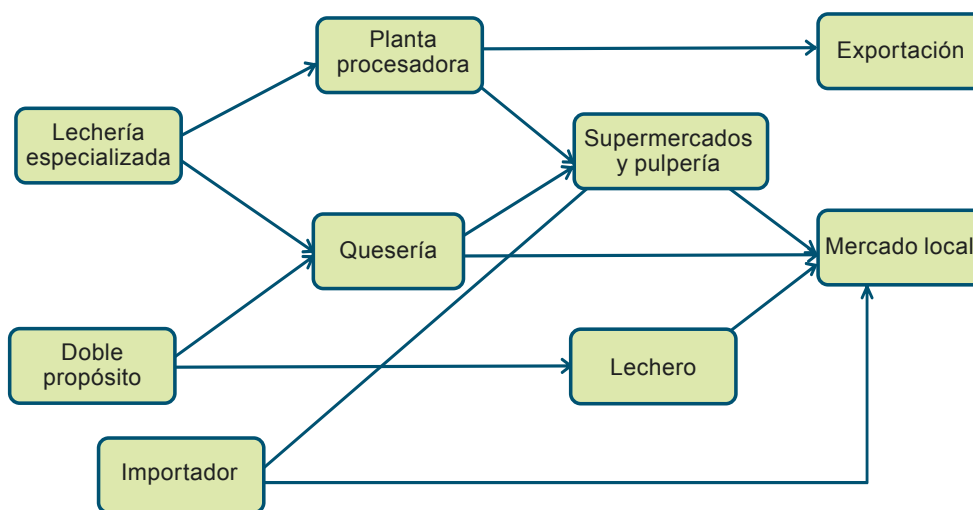 Planta
procesadora
Exportación
Lechería
especializada
Supermercados
y pulpería
Quesería
Mercado local
Doble
propósito
Lechero
Importador